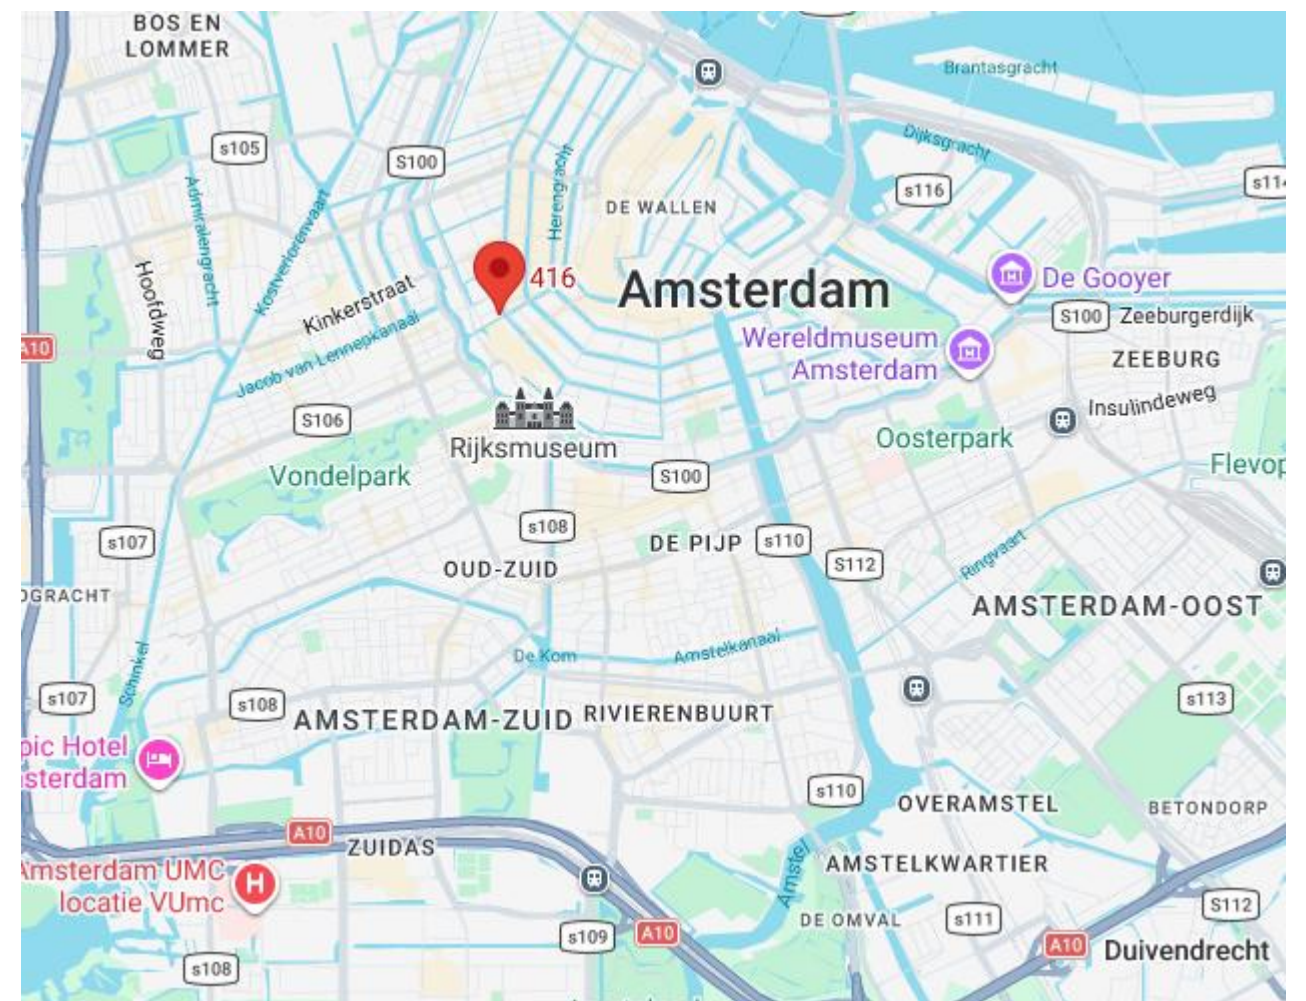 BOS EN
LOMMER
Brantasgracht
s105
S100
Dijksgracht
s116
s114
Admiralengracht
Kostverlorenvaart
Herengracht
DE WALLEN
Hoofdweg
416
Amsterdam
De Gooyer
Kinkerstraat
S100
Zeeburgerdijk
A10
Jacob van Lennepkanaal
Wereldmuseum
Amsterdam
ZEEBURG
S106
Insulindeweg
Rijksmuseum
Oosterpark
Vondelpark
S100
Flevop
s107
s108
DE PIJP
s110
S112
Ringvaart
OUD-ZUID
OGRACHT
AMSTERDAM-OOST
De Kom
Amstelkanaal
Schinkel
s107
s108
s113
AMSTERDAM-ZUID
RIVIERENBUURT
pic Hotel
msterdam
s110
OVERAMSTEL
BETONDORP
A10
ZUIDAS
Amsterdam UMC
locatie VUmc
H
Amstel
AMSTELKWARTIER
S112
DE OMVAL
s111
s109
A10
A10
Duivendrecht
s108